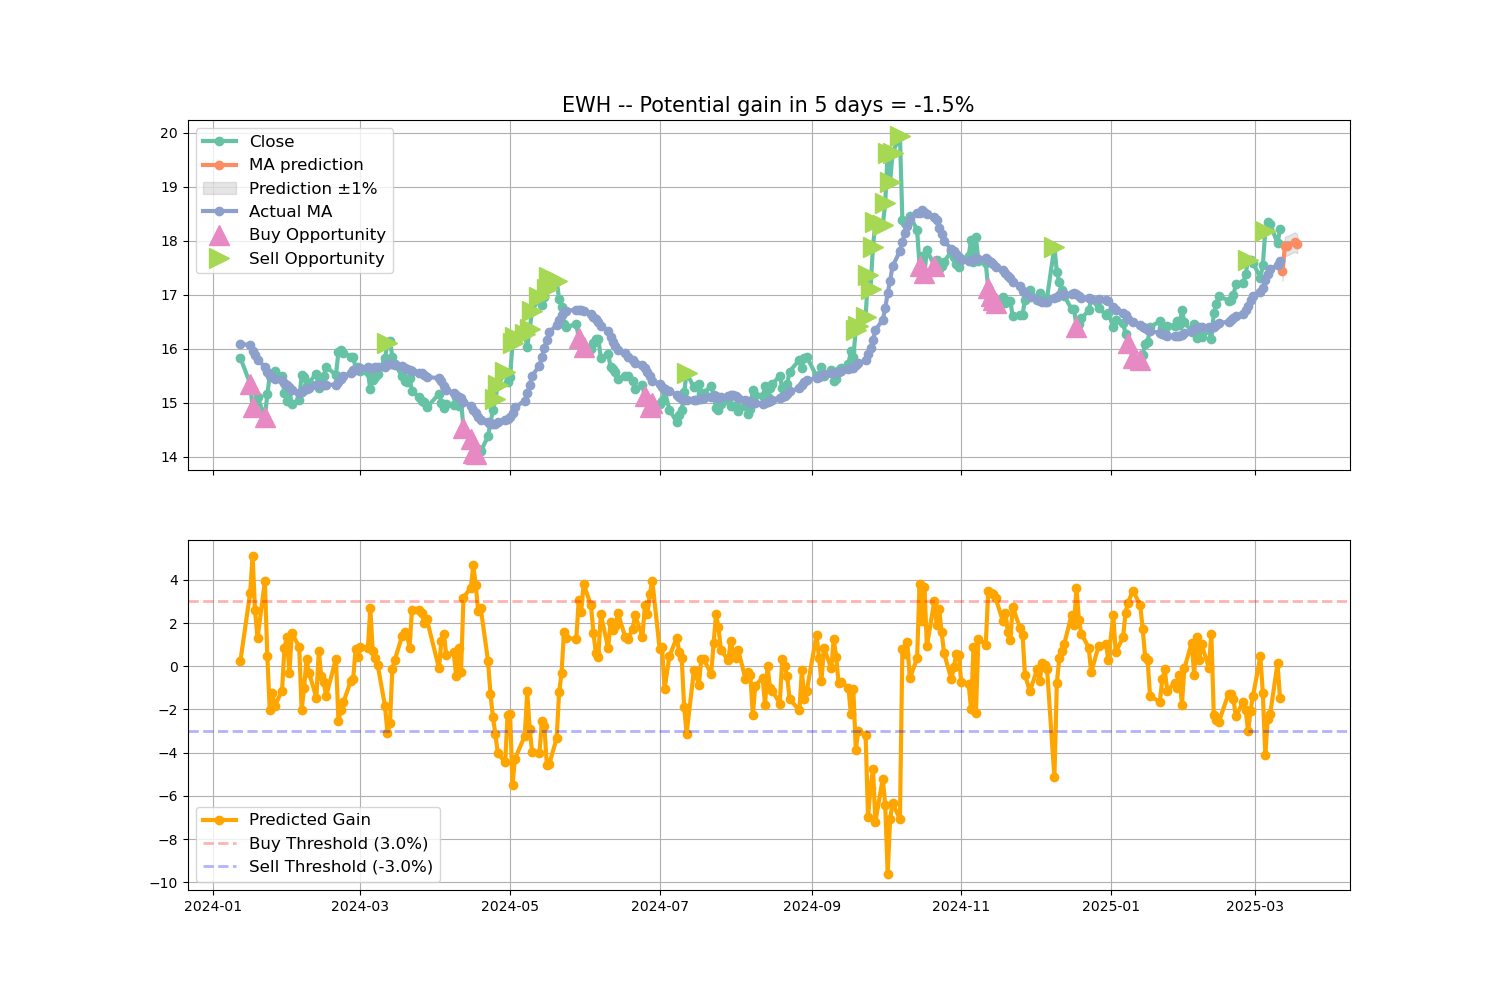 EWH -- Potential gain in 5 days = -1.5%
20
19
18
17
16
15
14
Close
MA prediction
Prediction ±1%
Actual MA
Buy Opportunity
Sell Opportunity
4
2
0
−2
−4
−6
−8
−10
Predicted Gain
Buy Threshold (3.0%)
Sell Threshold (-3.0%)
2024-01
2024-03
2024-05
2024-07
2024-09
2024-11
2025-01
2025-03